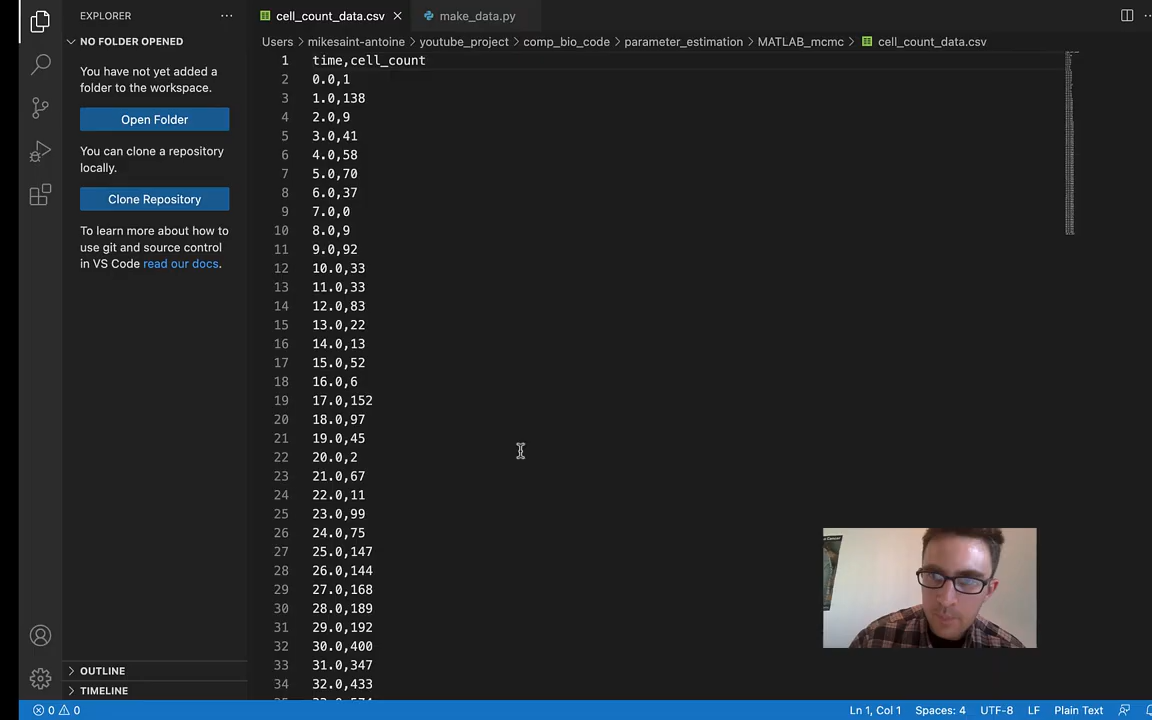 EXPLORER ···
NO FOLDER OPENED
You have not yet added a
folder to the workspace.
Open Folder
You can clone a repository
locally.
Clone Repository
To learn more about how to
use git and source control
in VS Code read our docs.
OUTLINE
TIMELINE
cell_count_data.csv make_data.py
Users > mikesaint-antoine > youtube_project > comp_bio_code > parameter_estimation > MATLAB_mcmc > cell_count_data.csv
1 time,cell_count
2 0.0,1
3 1.0,138
4 2.0,9
5 3.0,41
6 4.0,58
7 5.0,70
8 6.0,37
9 7.0,0
10 8.0,9
11 9.0,92
12 10.0,33
13 11.0,33
14 12.0,83
15 13.0,22
16 14.0,13
17 15.0,52
18 16.0,6
19 17.0,152
20 18.0,97
21 19.0,45
22 20.0,2
23 21.0,67
24 22.0,11
25 23.0,99
26 24.0,75
27 25.0,147
28 26.0,144
29 27.0,168
30 28.0,189
31 29.0,192
32 30.0,400
33 31.0,347
34 32.0,433
0 0 Ln 1, Col 1 Spaces: 4 UTF-8 LF Plain Text